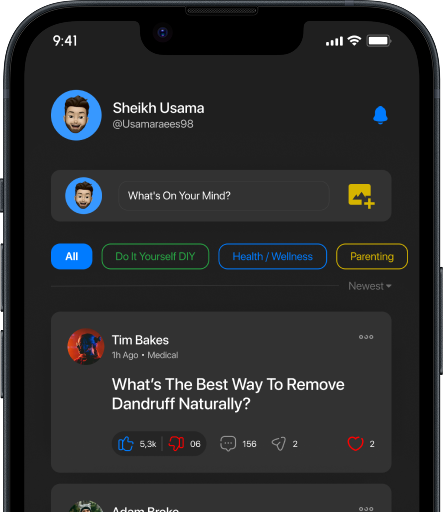 9:41
Sheikh Usama
@Usamaraees98
What's On Your Mind?
All
Do It Yourself DIY
Health / Wellness
Parenting
Newest
Tim Bakes
1h Ago • Medical
What's The Best Way To Remove
Dandruff Naturally?
5,3k
06
156
2
2
Adam Broke